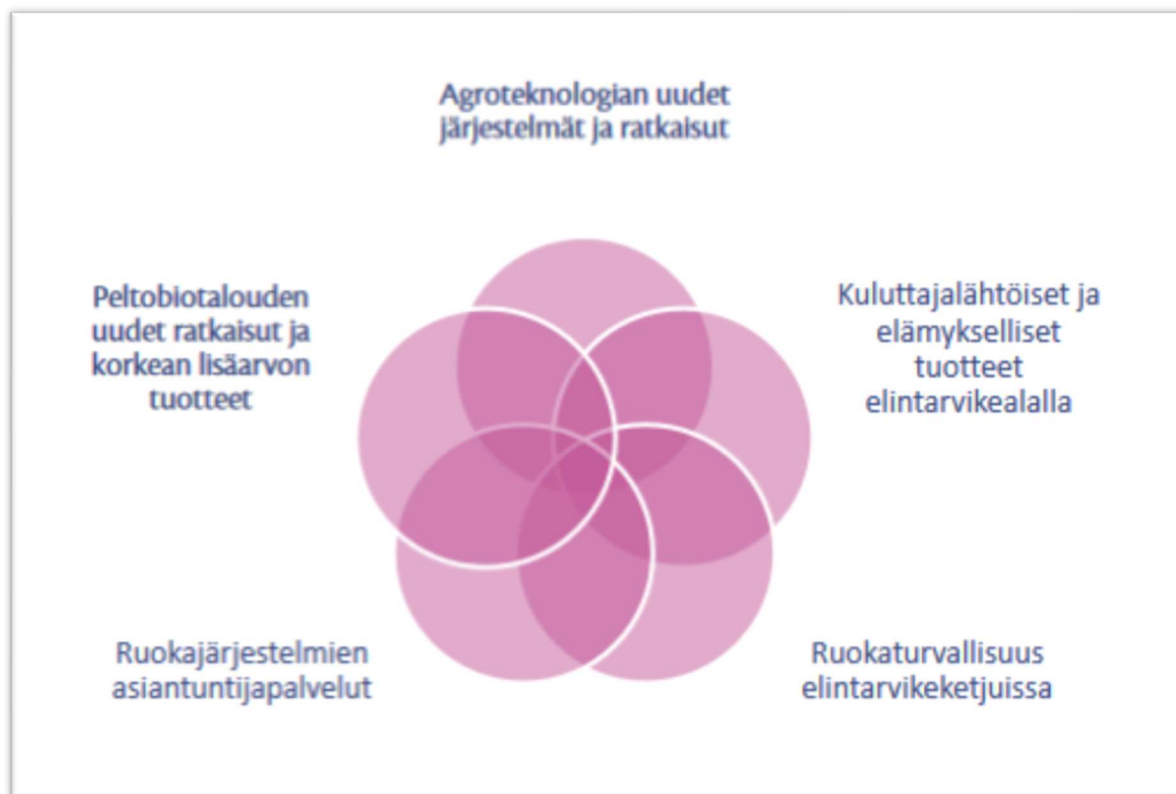 Agroteknologian uudet
järjestelmät ja ratkaisut
Peltobiotalouden
uudet ratkaisut ja
korkean lisäarvon
tuotteet
Kuluttajalähtöiset ja
elämykselliset
tuotteet
elintarvikealalla
Ruokajärjestelmien
asiantuntijapalvelut
Ruokaturvallisuus
elintarvikeketjuissa